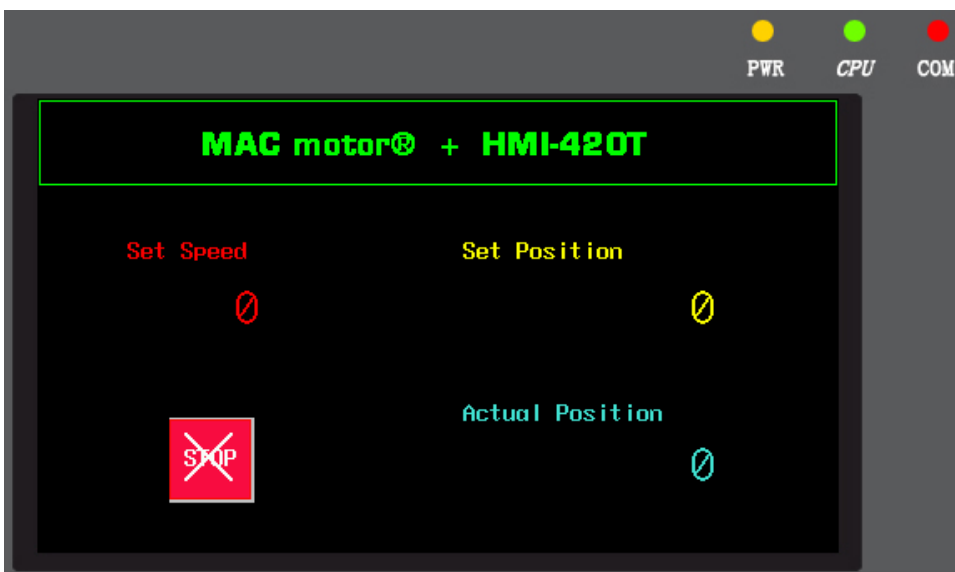 PWR CPU COM
MAC motor® + HMI-420T
Set Speed Set Position
0 0
Actual Position
STOP
0